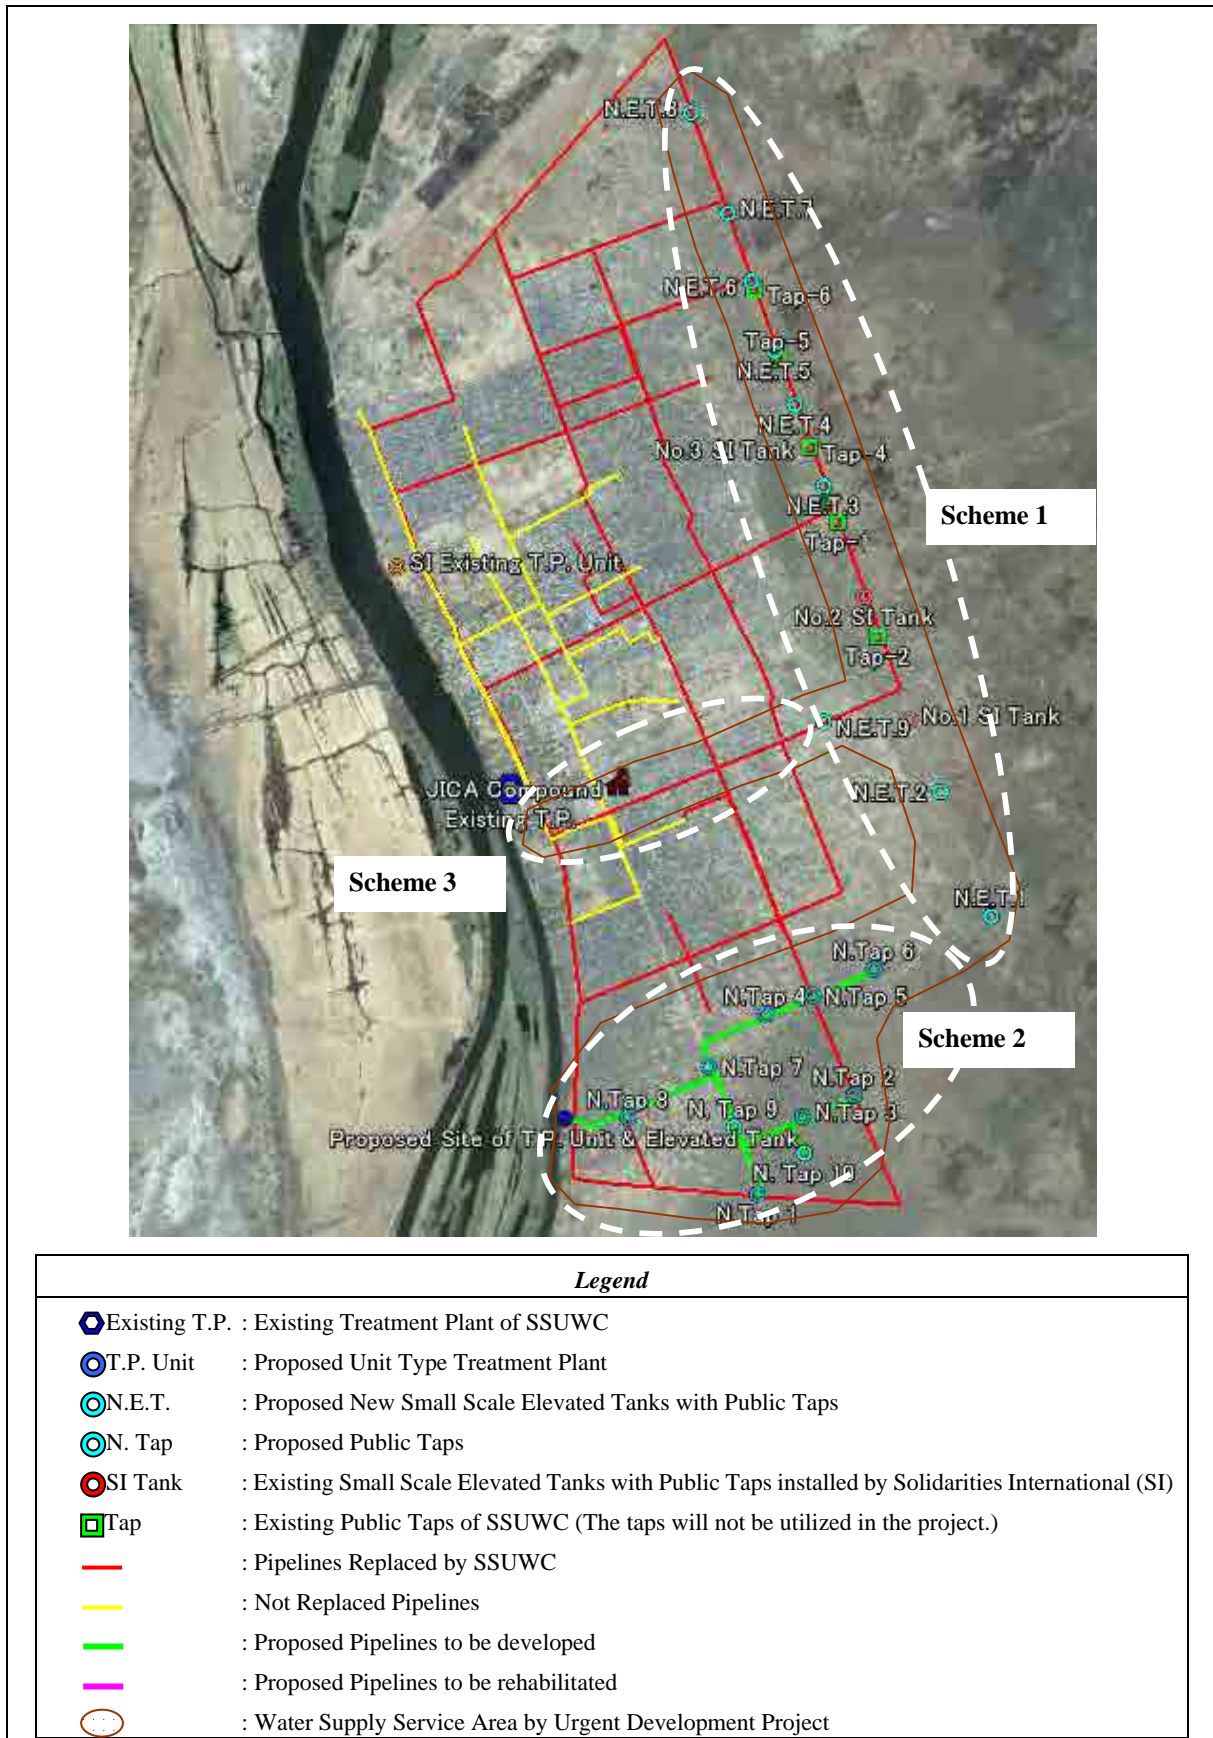 N.E.T.8
N.E.T.7
N.E.T.6
Tap-6
Tap-5
N.E.T.5
N.E.T.4
No.3 SI Tank
Tap-4
N.E.T.3
Tap-1
Scheme 1
SI Existing T.P. Unit
No.2 SI Tank
Tap-2
N.E.T.9
No.1 SI Tank
JICA Compound
N.E.T.2
Existing T.P.
Scheme 3
N.E.T.1
N.Tap 6
N.Tap 4
N.Tap 5
Scheme 2
N.Tap 7
N.Tap 2
N.Tap 8
N. Tap 9
N.Tap 3
Proposed Site of T.P. Unit & Elevated Tank
N. Tap 10
N.Tap-1
Legend
Existing T.P. : Existing Treatment Plant of SSUWC
T.P. Unit : Proposed Unit Type Treatment Plant
N.E.T. : Proposed New Small Scale Elevated Tanks with Public Taps
N. Tap : Proposed Public Taps
SI Tank : Existing Small Scale Elevated Tanks with Public Taps installed by Solidarities International (SI)
Tap : Existing Public Taps of SSUWC (The taps will not be utilized in the project.)
: Pipelines Replaced by SSUWC
: Not Replaced Pipelines
: Proposed Pipelines to be developed
: Proposed Pipelines to be rehabilitated
: Water Supply Service Area by Urgent Development Project